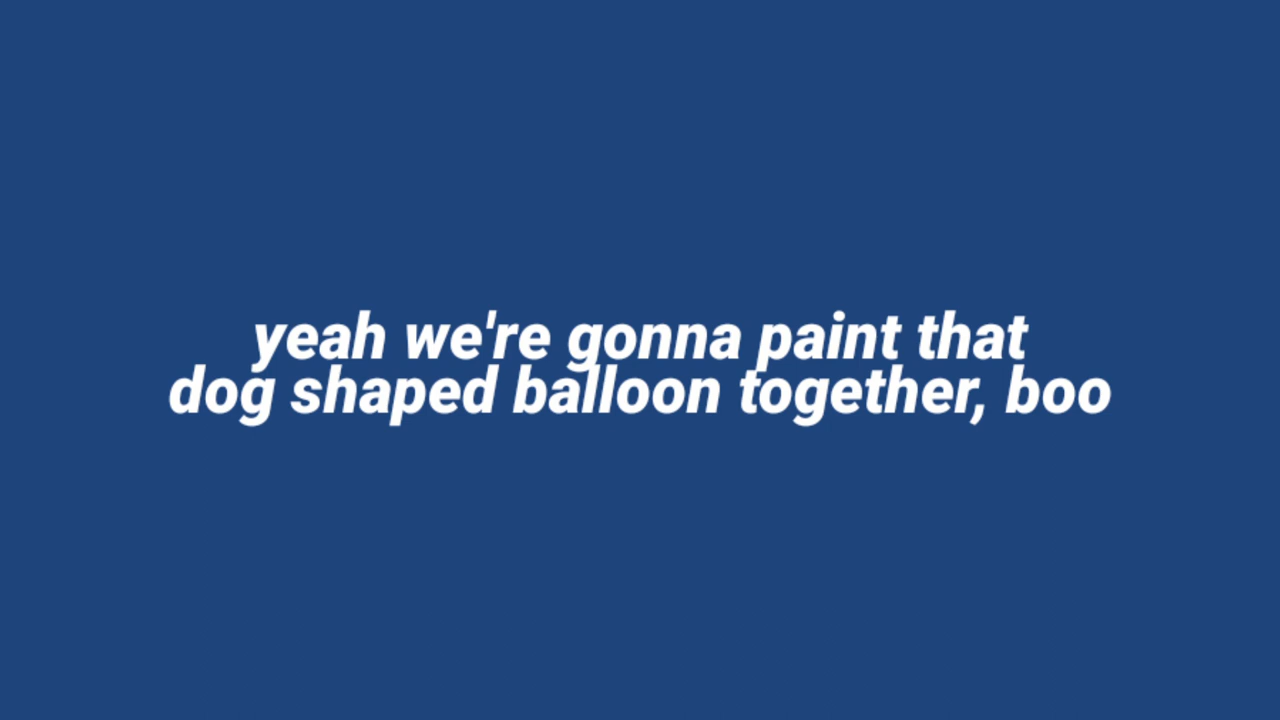 yeah we're gonna paint that
dog shaped balloon together, boo